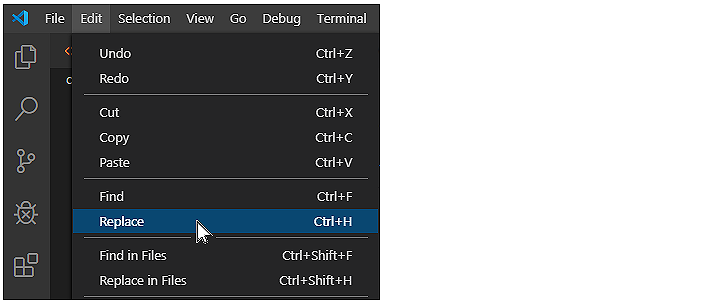 File Edit Selection View Go Debug Terminal
Undo Ctrl+Z
Redo Ctrl+Y
Cut Ctrl+X
Copy Ctrl+C
Paste Ctrl+V
Find Ctrl+F
Replace Ctrl+H
Find in Files Ctrl+Shift+F
Replace in Files Ctrl+Shift+H